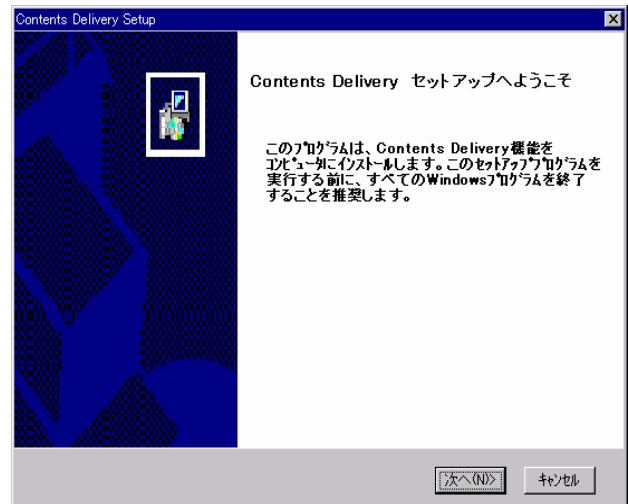 Contents Delivery Setup
Contents Delivery セットアップへようこそ
このﾌﾟﾛｸﾞﾗﾑは、Contents Delivery機能を
ｺﾝﾋﾟｭｰﾀにｲﾝｽﾄｰﾙします。このｾｯﾄｱｯﾌﾟﾌﾟﾛｸﾞﾗﾑを
実行する前に、すべてのWindowsﾌﾟﾛｸﾞﾗﾑを終了
することを推奨します。
次へ(N)>
ｷｬﾝｾﾙ